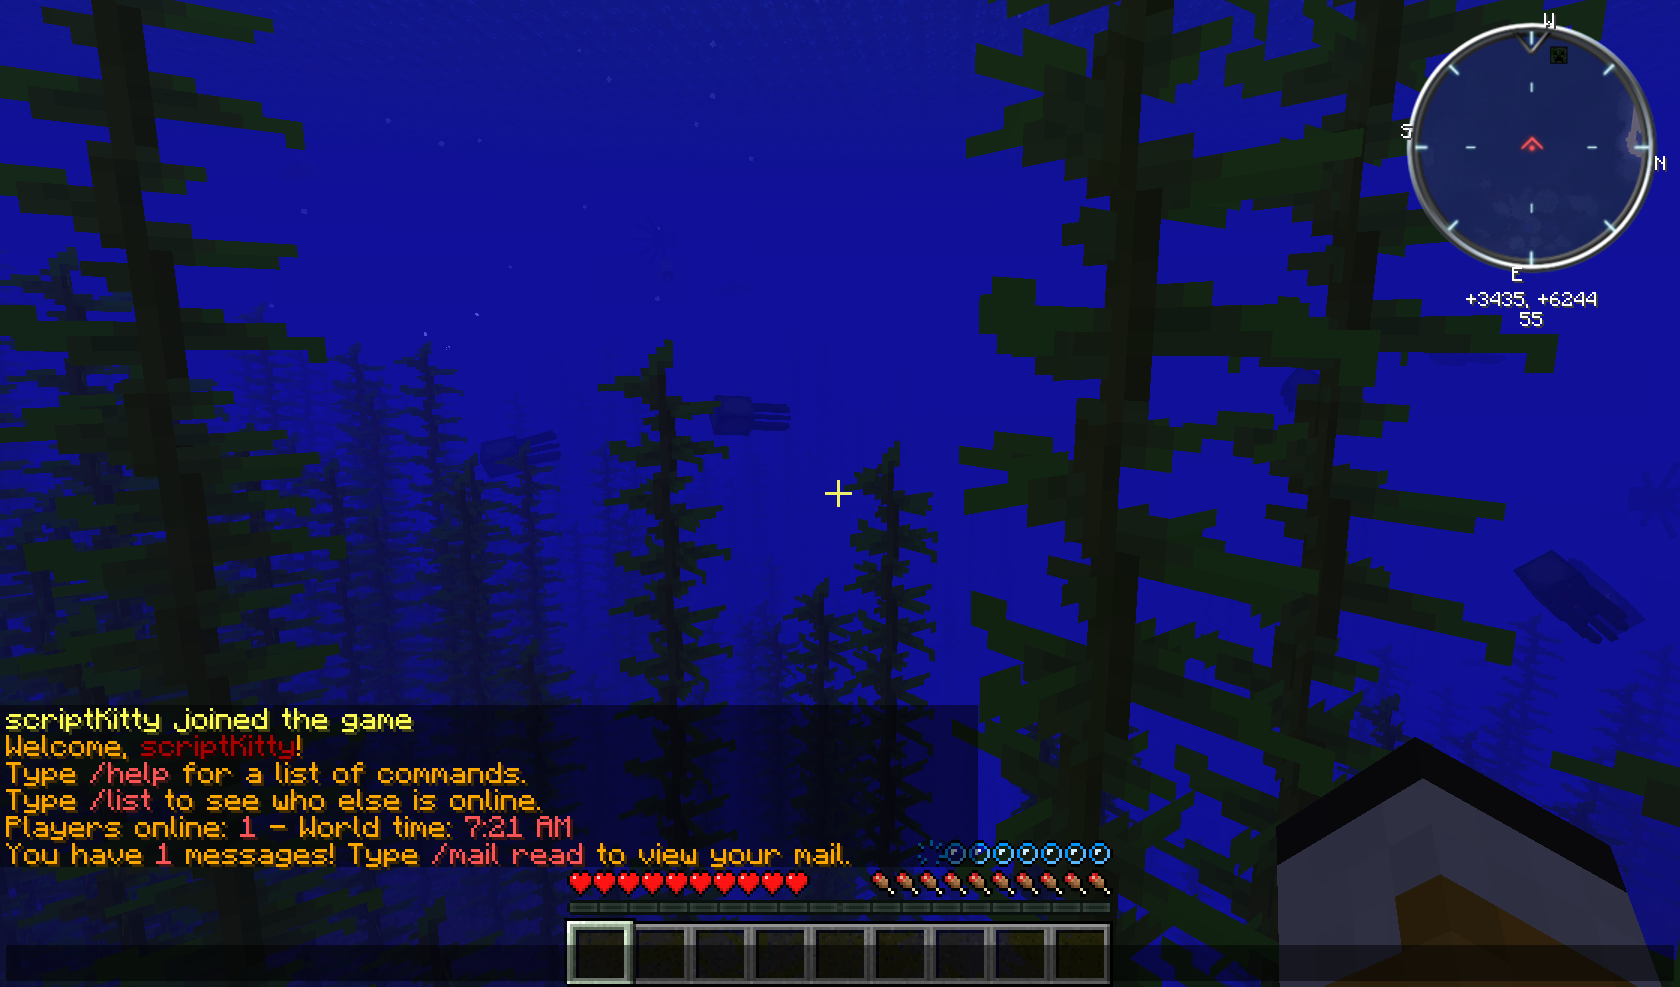 W
S
N
E
+3435, +6244
55
scriptKitty joined the game
Welcome, scriptKitty!
Type /help for a list of commands.
Type /list to see who else is online.
Players online: 1 - World time: 7:21 AM
You have 1 messages! Type /mail read to view your mail.